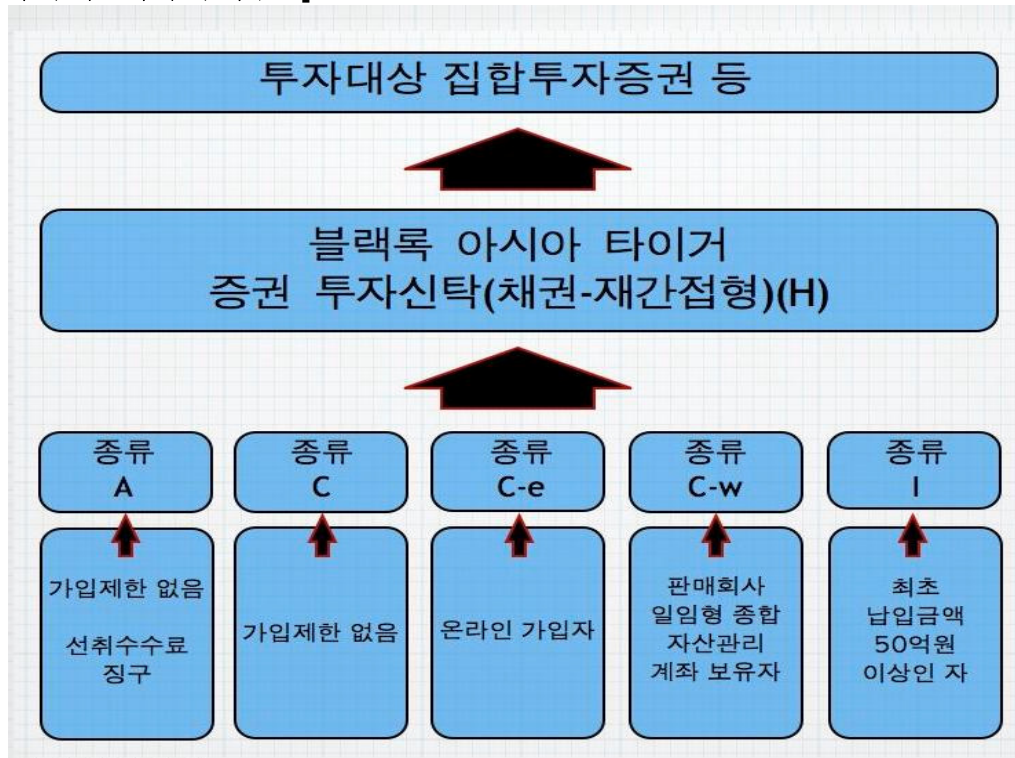 투자대상 집합투자증권 등
블랙록 아시아 타이거
증권 투자신탁(채권-재간접형)(H)
종류
A
종류
C
종류
C-e
종류
C-w
종류
I
가입제한 없음
선취수수료
징구
가입제한 없음
온라인 가입자
판매회사
일임형 종합
자산관리
계좌 보유자
최초
납입금액
50억원
이상인 자